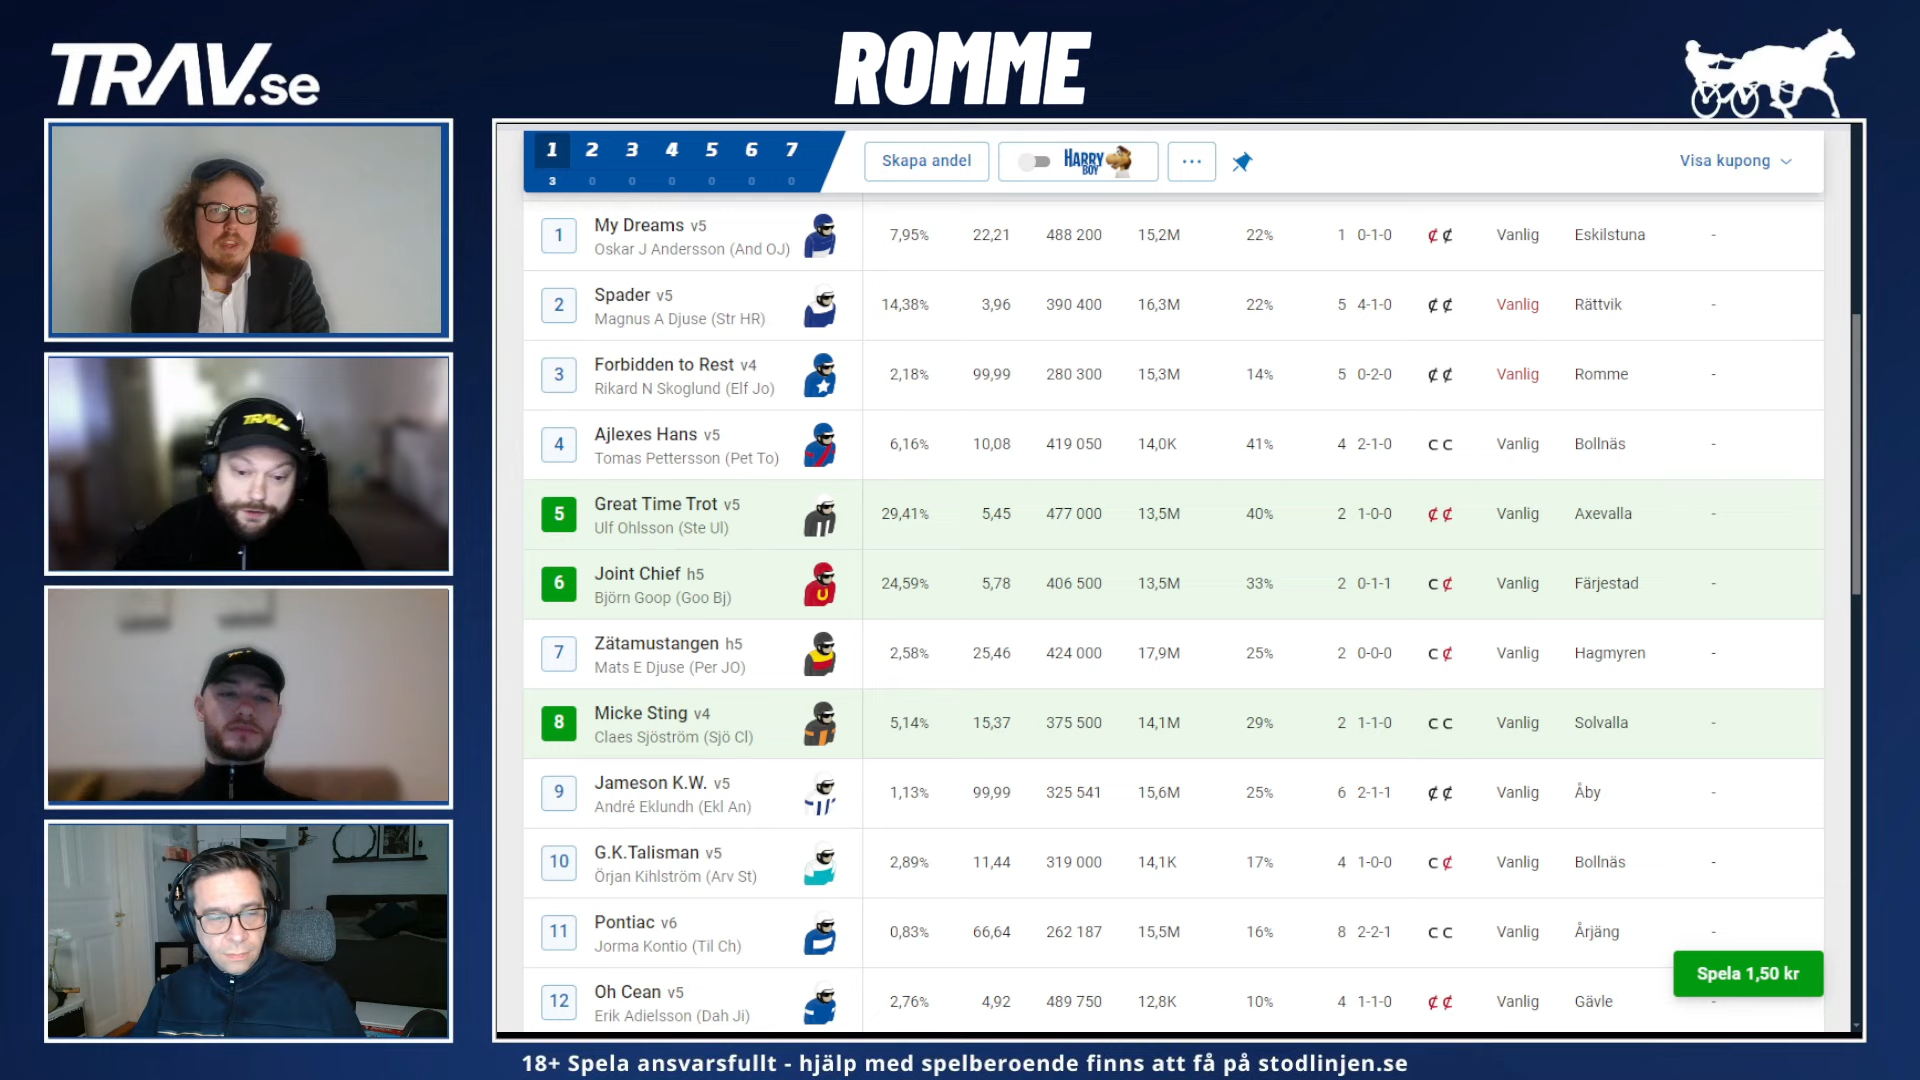 TRAV.se
ROMME
1 2 3 4 5 6 7
3 0 0 0 0 0 0
Skapa andel
HARRY BOY
...
Visa kupong
1 My Dreams v5 7,95% 22,21 488 200 15,2M 22% 1 0-1-0 ₵ ₵ Vanlig Eskilstuna -
Oskar J Andersson (And OJ)
2 Spader v5 14,38% 3,96 390 400 16,3M 22% 5 4-1-0 ₵ ₵ Vanlig Rättvik -
Magnus A Djuse (Str HR)
3 Forbidden to Rest v4 2,18% 99,99 280 300 15,3M 14% 5 0-2-0 ₵ ₵ Vanlig Romme -
Rikard N Skoglund (Elf Jo)
4 Ajlexes Hans v5 6,16% 10,08 419 050 14,0K 41% 4 2-1-0 C C Vanlig Bollnäs -
Tomas Pettersson (Pet To)
5 Great Time Trot v5 29,41% 5,45 477 000 13,5M 40% 2 1-0-0 ₵ ₵ Vanlig Axevalla -
Ulf Ohlsson (Ste Ul)
6 Joint Chief h5 24,59% 5,78 406 500 13,5M 33% 2 0-1-1 C ₵ Vanlig Färjestad -
Björn Goop (Goo Bj)
7 Zätamustangen h5 2,58% 25,46 424 000 17,9M 25% 2 0-0-0 C ₵ Vanlig Hagmyren -
Mats E Djuse (Per JO)
8 Micke Sting v4 5,14% 15,37 375 500 14,1M 29% 2 1-1-0 C C Vanlig Solvalla -
Claes Sjöström (Sjö Cl)
9 Jameson K.W. v5 1,13% 99,99 325 541 15,6M 25% 6 2-1-1 ₵ ₵ Vanlig Åby -
André Eklundh (Ekl An)
10 G.K.Talisman v5 2,89% 11,44 319 000 14,1K 17% 4 1-0-0 C ₵ Vanlig Bollnäs -
Örjan Kihlström (Arv St)
11 Pontiac v6 0,83% 66,64 262 187 15,5M 16% 8 2-2-1 C C Vanlig Årjäng -
Jorma Kontio (Til Ch)
Spela 1,50 kr
12 Oh Cean v5 2,76% 4,92 489 750 12,8K 10% 4 1-1-0 ₵ ₵ Vanlig Gävle -
Erik Adielsson (Dah Ji)
18+ Spela ansvarsfullt - hjälp med spelberoende finns att få på stodlinjen.se
TRAV.se